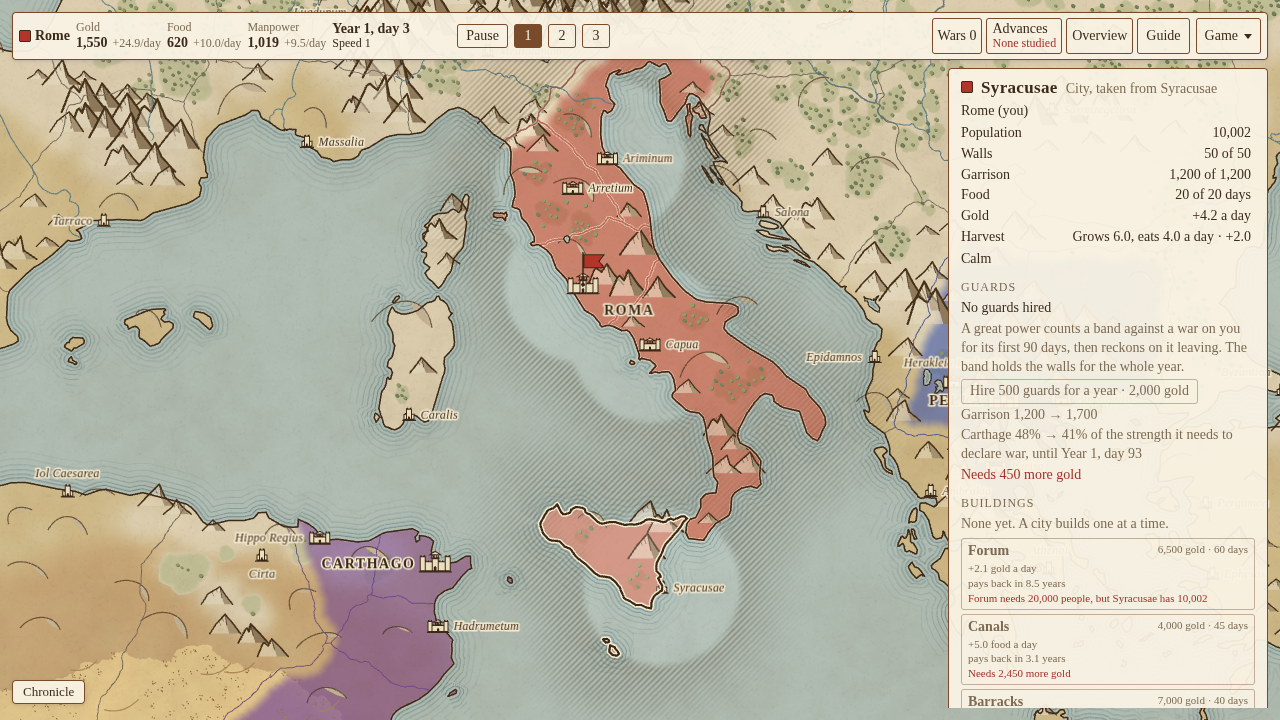 Rome
Gold
1,550 +24.9/day
Food
620 +10.0/day
Manpower
1,019 +9.5/day
Year 1, day 3
Speed 1
Pause
1
2
3
Wars 0
Advances
None studied
Overview
Guide
Game
Massalia
Ariminum
Arretium
Tarraco
Salona
ROMA
Capua
Epidamnos
Caralis
Iol Caesarea
Hippo Regius
CARTHAGO
Cirta
Syracusae
Hadrumetum
Chronicle
Syracusae City, taken from Syracusae
Rome (you)
Population 10,002
Walls 50 of 50
Garrison 1,200 of 1,200
Food 20 of 20 days
Gold +4.2 a day
Harvest Grows 6.0, eats 4.0 a day · +2.0
Calm
GUARDS
No guards hired
A great power counts a band against a war on you
for its first 90 days, then reckons on it leaving. The
band holds the walls for the whole year.
Hire 500 guards for a year · 2,000 gold
Garrison 1,200 → 1,700
Carthage 48% → 41% of the strength it needs to
declare war, until Year 1, day 93
Needs 450 more gold
BUILDINGS
None yet. A city builds one at a time.
Forum 6,500 gold · 60 days
+2.1 gold a day
pays back in 8.5 years
Forum needs 20,000 people, but Syracusae has 10,002
Canals 4,000 gold · 45 days
+5.0 food a day
pays back in 3.1 years
Needs 2,450 more gold
Barracks 7,000 gold · 40 days